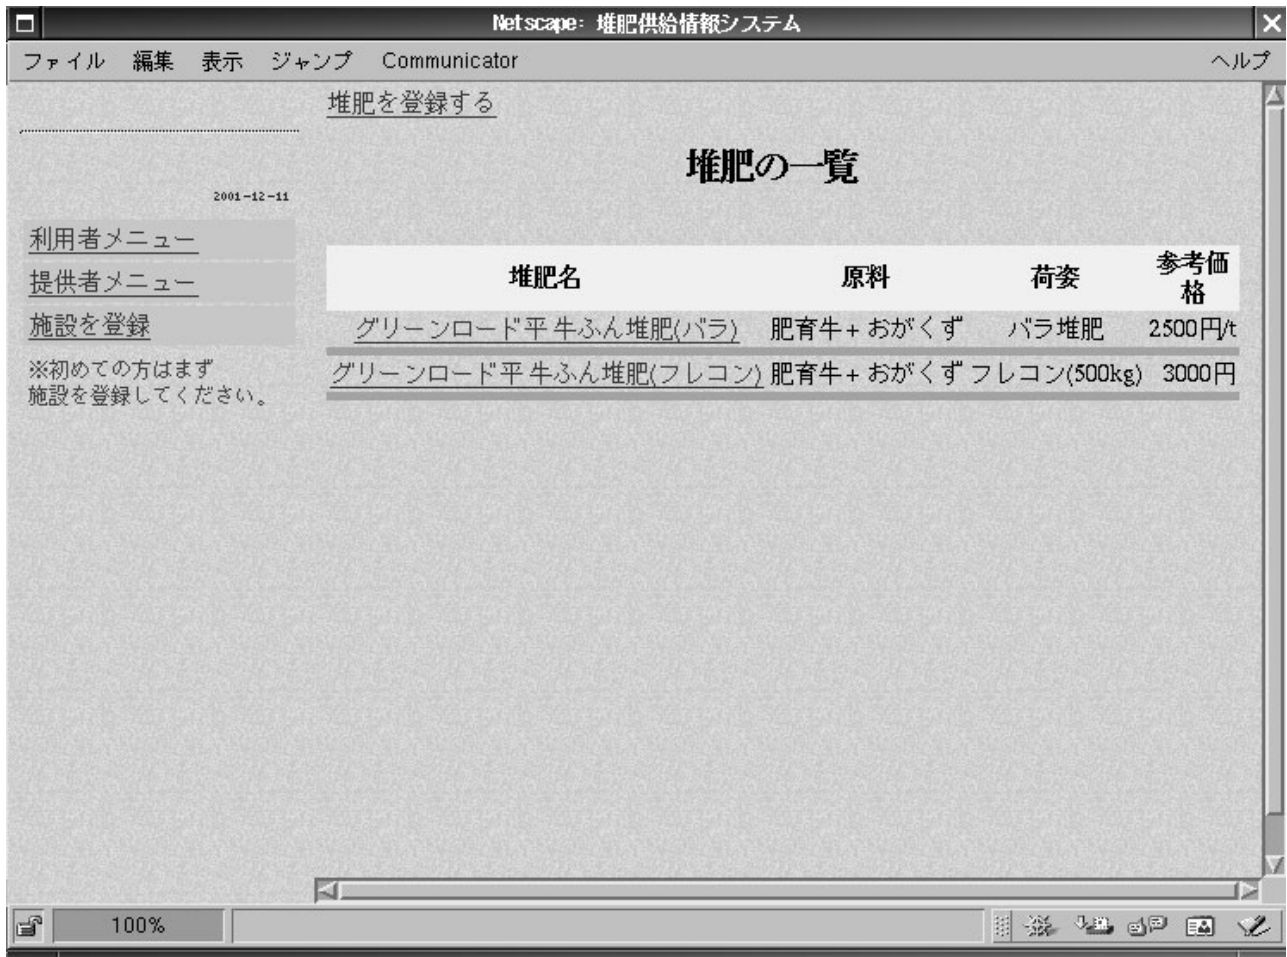 Netscape: 堆肥供給情報システム
ファイル 編集 表示 ジャンプ Communicator ヘルプ
2001-12-11
利用者メニュー
提供者メニュー
施設を登録
※初めての方はまず
施設を登録してください。
堆肥を登録する
堆肥の一覧
堆肥名 原料 荷姿 参考価
格
グリーンロード平 牛ふん堆肥(バラ) 肥育牛+おがくず バラ堆肥 2500円/t
グリーンロード平 牛ふん堆肥(フレコン) 肥育牛+おがくず フレコン(500kg) 3000円
100%